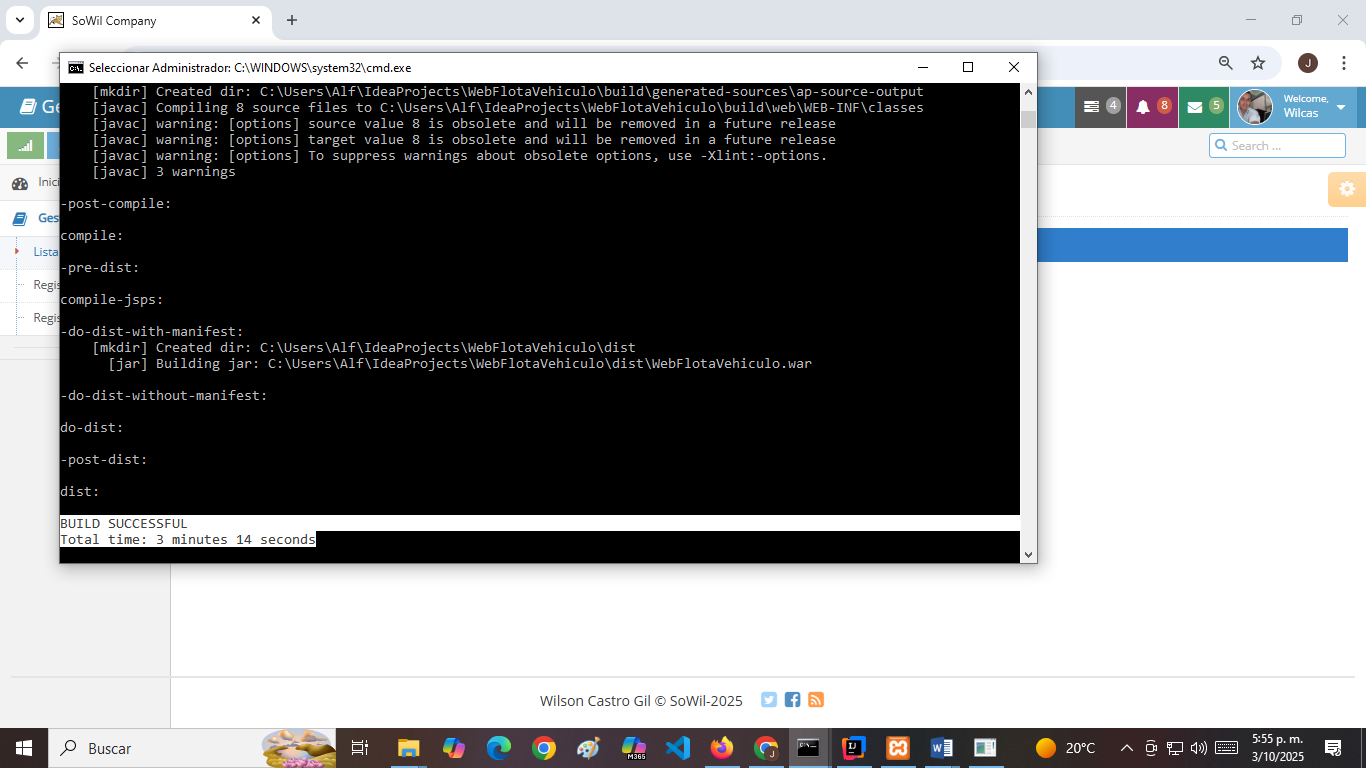 SoWil Company
J
Seleccionar Administrador: C:\WINDOWS\system32\cmd.exe
[mkdir] Created dir: C:\Users\Alf\IdeaProjects\WebFlotaVehiculo\build\generated-sources\ap-source-output
[javac] Compiling 8 source files to C:\Users\Alf\IdeaProjects\WebFlotaVehiculo\build\web\WEB-INF\classes
[javac] warning: [options] source value 8 is obsolete and will be removed in a future release
[javac] warning: [options] target value 8 is obsolete and will be removed in a future release
[javac] warning: [options] To suppress warnings about obsolete options, use -Xlint:-options.
[javac] 3 warnings
-post-compile:
compile:
-pre-dist:
compile-jsps:
-do-dist-with-manifest:
[mkdir] Created dir: C:\Users\Alf\IdeaProjects\WebFlotaVehiculo\dist
[jar] Building jar: C:\Users\Alf\IdeaProjects\WebFlotaVehiculo\dist\WebFlotaVehiculo.war
-do-dist-without-manifest:
do-dist:
-post-dist:
dist:
BUILD SUCCESSFUL
Total time: 3 minutes 14 seconds
Ge
4
8
5
Welcome,
Wilcas
Search ...
Inici
Ges
Lista
Regis
Regis
Wilson Castro Gil © SoWil-2025
Buscar
M365
J
20°C
5:55 p. m.
3/10/2025